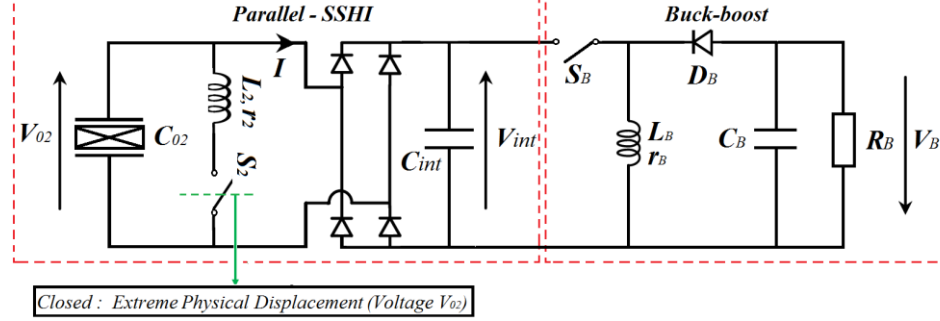 Parallel - SSHI
Buck-boost
I
L2, r2
S2
V02
C02
Cint
Vint
SB
DB
LB
rB
CB
RB
VB
Closed : Extreme Physical Displacement (Voltage V02)